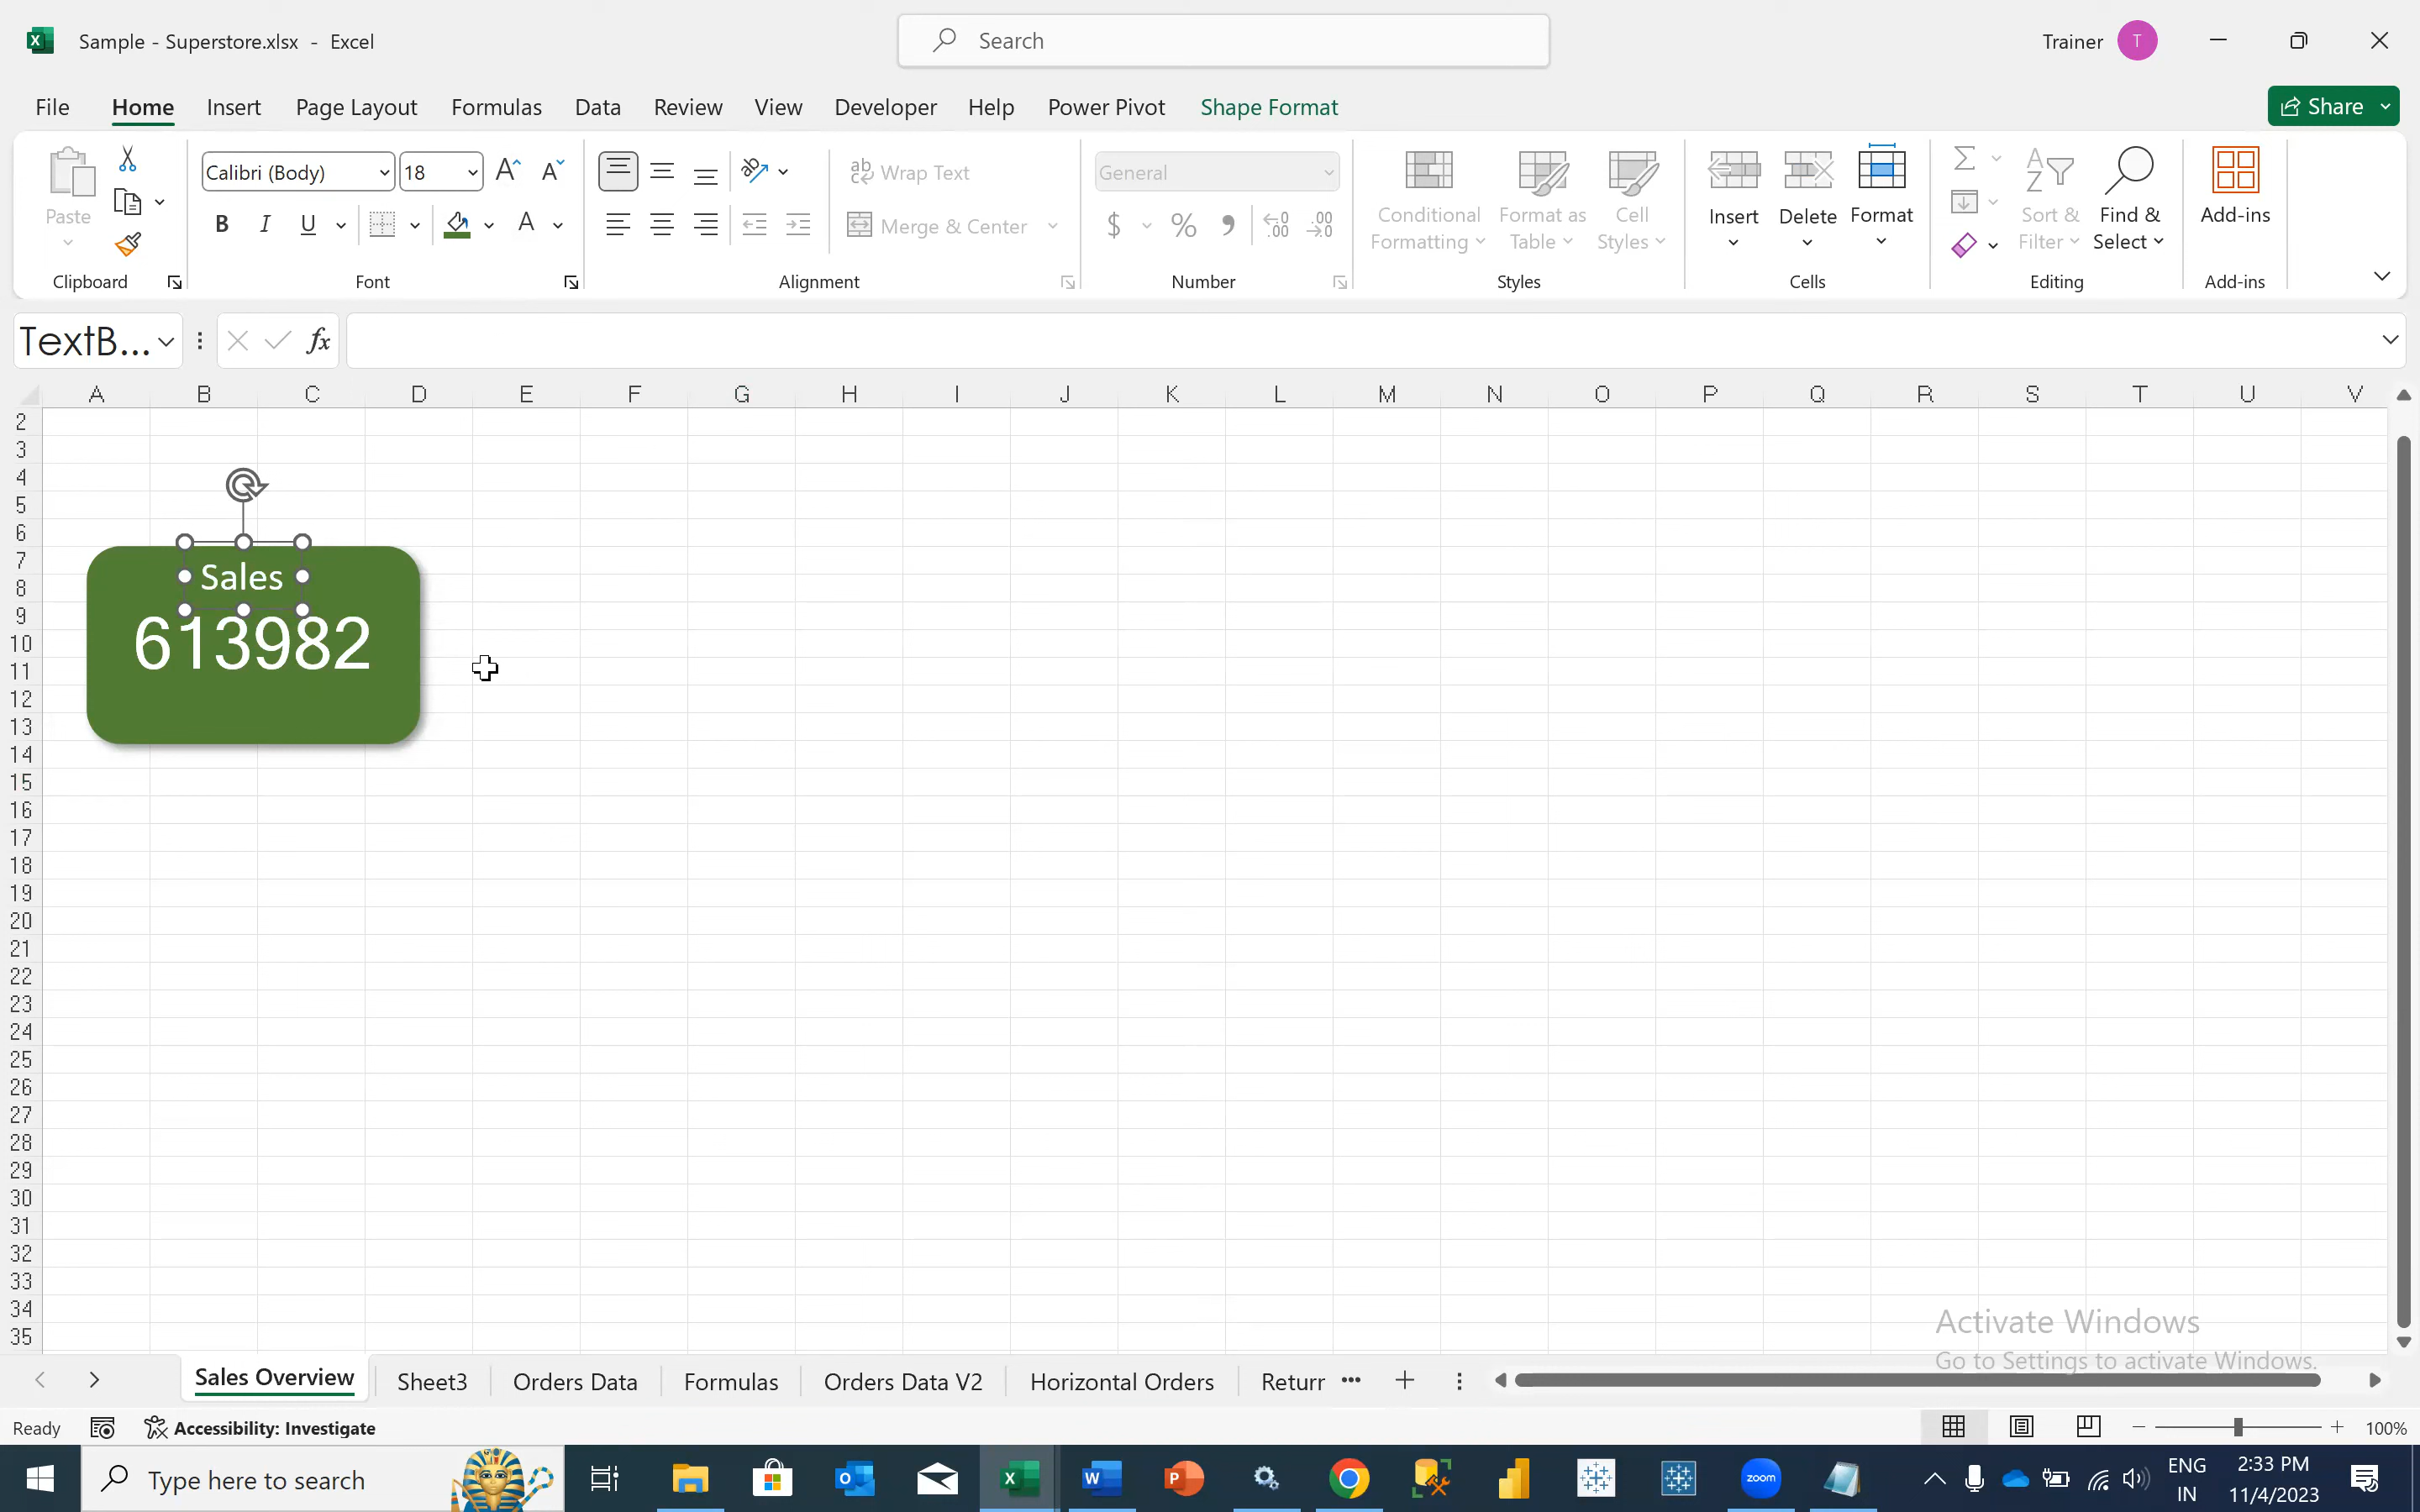 Sample - Superstore.xlsx - Excel
Search
Trainer T
File Home Insert Page Layout Formulas Data Review View Developer Help Power Pivot Shape Format
Share
Paste
Clipboard
Calibri (Body) 18
B I U A
Font
Wrap Text
Merge & Center
Alignment
General
$ %
Number
Conditional Formatting
Format as Table
Cell Styles
Styles
Insert
Delete
Format
Cells
Sort & Filter
Find & Select
Editing
Add-ins
Add-ins
TextB...
fx
A B C D E F G H I J K L M N O P Q R S T U V
2
3
4
5
6
7
8
9
10
11
12
13
14
15
16
17
18
19
20
21
22
23
24
25
26
27
28
29
30
31
32
33
34
35
Sales
613982
Activate Windows
Go to Settings to activate Windows.
Sales Overview Sheet3 Orders Data Formulas Orders Data V2 Horizontal Orders Returr ...
Ready Accessibility: Investigate 100%
Type here to search
zoom
ENG
IN
2:33 PM
11/4/2023